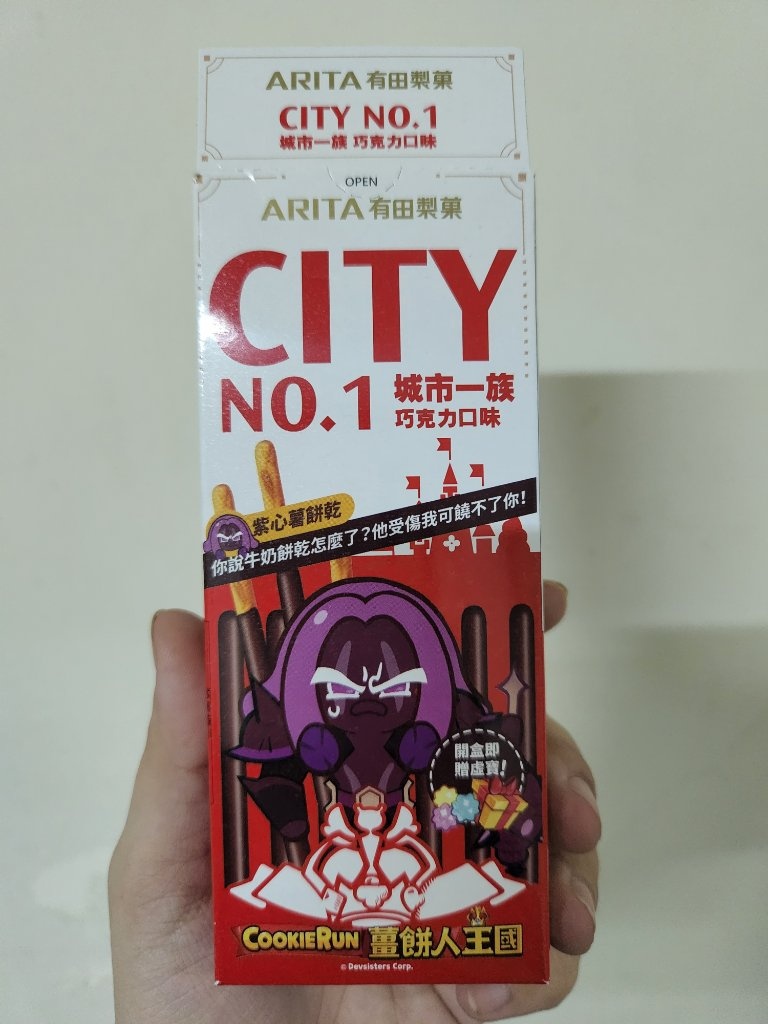 ARITA 有田製菓
CITY NO.1
城市一族 巧克力口味
OPEN
ARITA 有田製菓
CITY
NO.1 城市一族
巧克力口味
紫心薯餅乾
你說牛奶餅乾怎麼了？他受傷我可饒不了你！
開盒即
贈虛寶！
COOKIERUN 薑餅人王國
© Devsisters Corp.